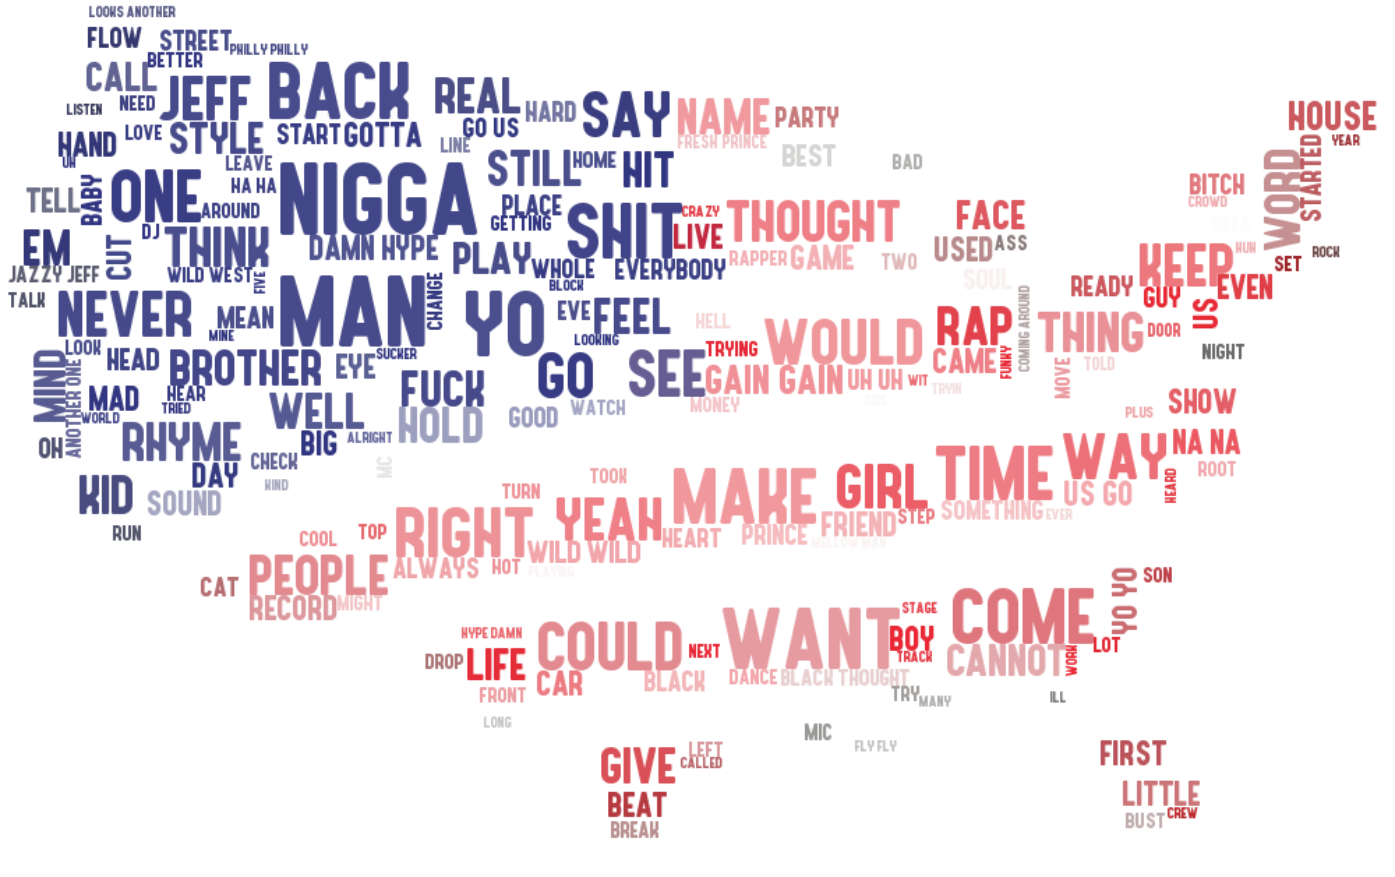 LOOKS ANOTHER
FLOW
STREET
PHILLY PHILLY
BETTER
CALL
JEFF
BACK
REAL
HARD
SAY
NAME
PARTY
HOUSE
LISTEN
NEED
LOVE
STYLE
START
GOTTA
GO US
LINE
FRESH PRINCE
BEST
BAD
YEAR
HAND
UH
LEAVE
HA HA
STILL
HOME
HIT
WORD
STARTED
TELL
BABY
ONE
AROUND
NIGGA
PLACE
GETTING
SHIT
CRAZY
LIVE
THOUGHT
FACE
BITCH
CROWD
GETS
EM
CUT
DJ
THINK
DAMN HYPE
PLAY
WHOLE
EVERYBODY
RAPPER
GAME
TWO
USED
ASS
KEEP
HUH
SET
ROCK
JAZZY JEFF
WILD WEST
FIVE
BLOCK
SOUL
READY
GUY
EVEN
US
TALK
NEVER
MEAN
MINE
MAN
CHANGE
YO
EVE
FEEL
LOOKING
HELL
TRYING
WOULD
RAP
COMING AROUND
THING
DOOR
NIGHT
LOOK
HEAD
BROTHER
EYE
SUCKER
GO
SEE
GAIN GAIN
UH UH
WIT
CAME
FUNKY
TRYIN
MOVE
TOLD
MIND
ANOTHER ONE
MAD
WORLD
HEAR
TRIED
WELL
FUCK
HOLD
GOOD
WATCH
MONEY
PLUS
SHOW
OH
RHYME
BIG
ALRIGHT
WAY
NA NA
DAY
CHECK
KIND
MC
TOOK
MAKE
GIRL
TIME
US GO
HEARD
ROOT
KID
SOUND
TURN
YEAH
STEP
SOMETHING
EVER
RUN
COOL
TOP
RIGHT
WILD WILD
HEART
PRINCE
FRIEND
MELLOW MAN
CAT
PEOPLE
ALWAYS
HOT
PLAYING
RECORD
MIGHT
YO YO
SON
HYPE DAMN
COULD
NEXT
WANT
STAGE
BOY
TRACK
COME
CANNOT
WORK
LOT
DROP
LIFE
FRONT
CAR
BLACK
DANCE
BLACK THOUGHT
TRY
MANY
ILL
LONG
MIC
FLY FLY
GIVE
LEFT
CALLED
FIRST
BEAT
LITTLE
BREAK
BUST
CREW